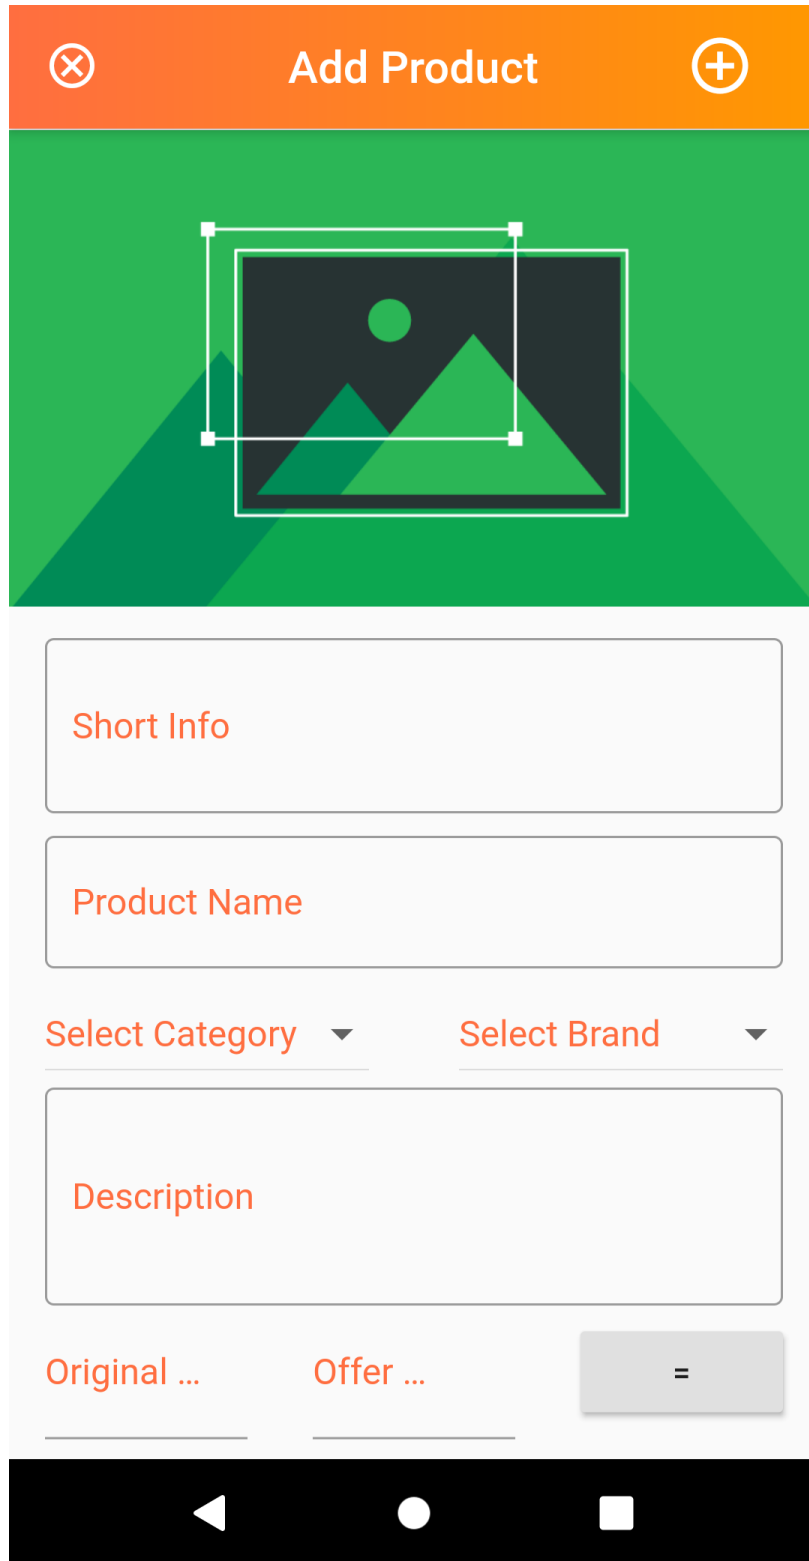 Add Product
Short Info
Product Name
Select Category Select Brand
Description
Original ... Offer ... =